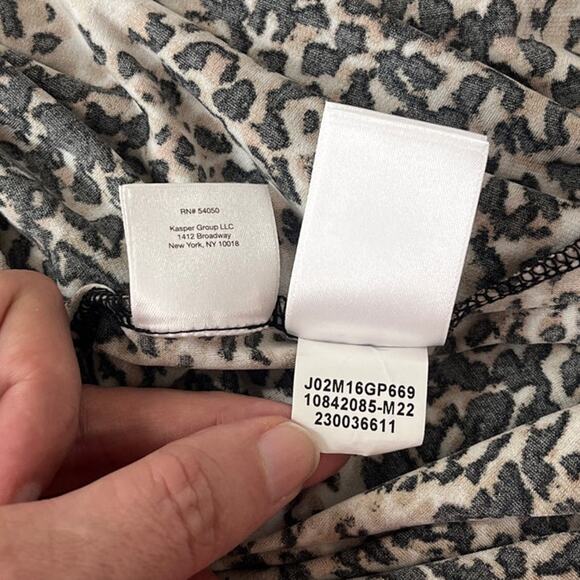 RN# 54050
Kasper Group LLC
1412 Broadway
New York, NY 10018
J02M16GP669
10842085-M22
230036611